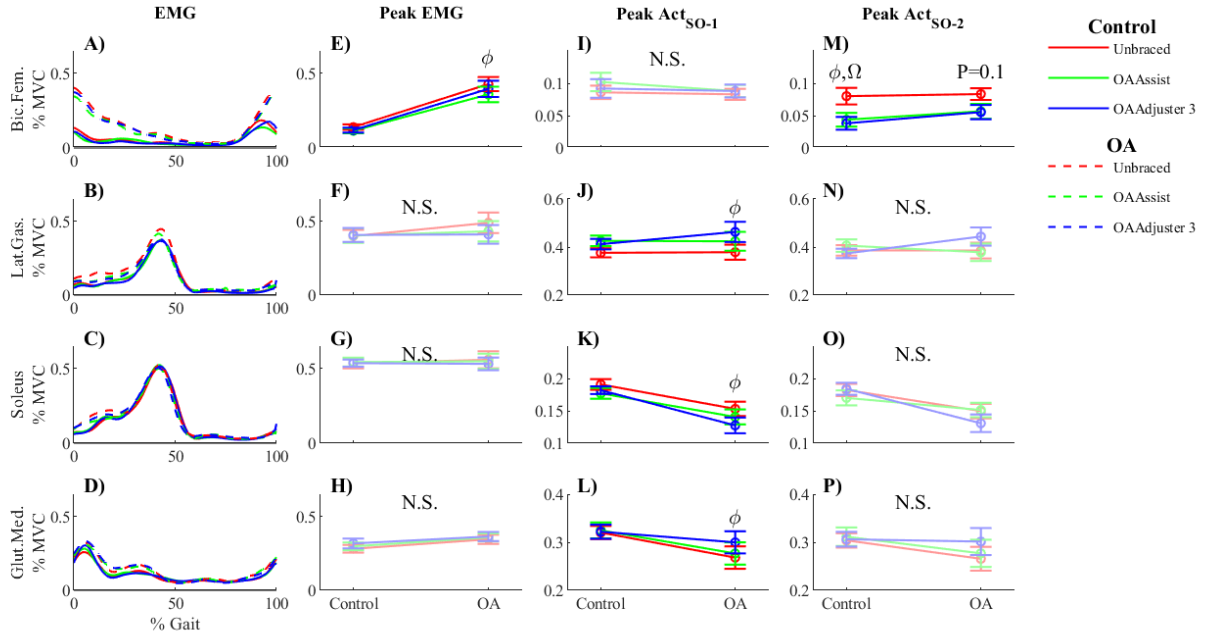 EMG Peak EMG Peak Act SO-1 Peak Act SO-2
A) E) I) M)
Control
Unbraced
OAAssist
OAAdjuster 3
OA
Unbraced
OAAssist
OAAdjuster 3
Bic.Fem.
% MVC
0.5
0
0 50 100
0.5
0
ϕ
0.1
0.05
0
N.S.
0.1
0.05
0
ϕ,Ω P=0.1
B) F) J) N)
Lat.Gas.
% MVC
0.5
0
0.5
0
N.S.
0.6
0.4
0.2
ϕ
0.6
0.4
0.2
N.S.
C) G) K) O)
Soleus
% MVC
0.5
0
0.5
0
N.S.
0.2
0.15
0.1
ϕ
0.2
0.15
0.1
N.S.
D) H) L) P)
Glut.Med.
% MVC
0.5
0
0 50 100
% Gait
0.5
0
N.S.
Control OA
0.4
0.3
0.2
ϕ
Control OA
0.4
0.3
0.2
N.S.
Control OA